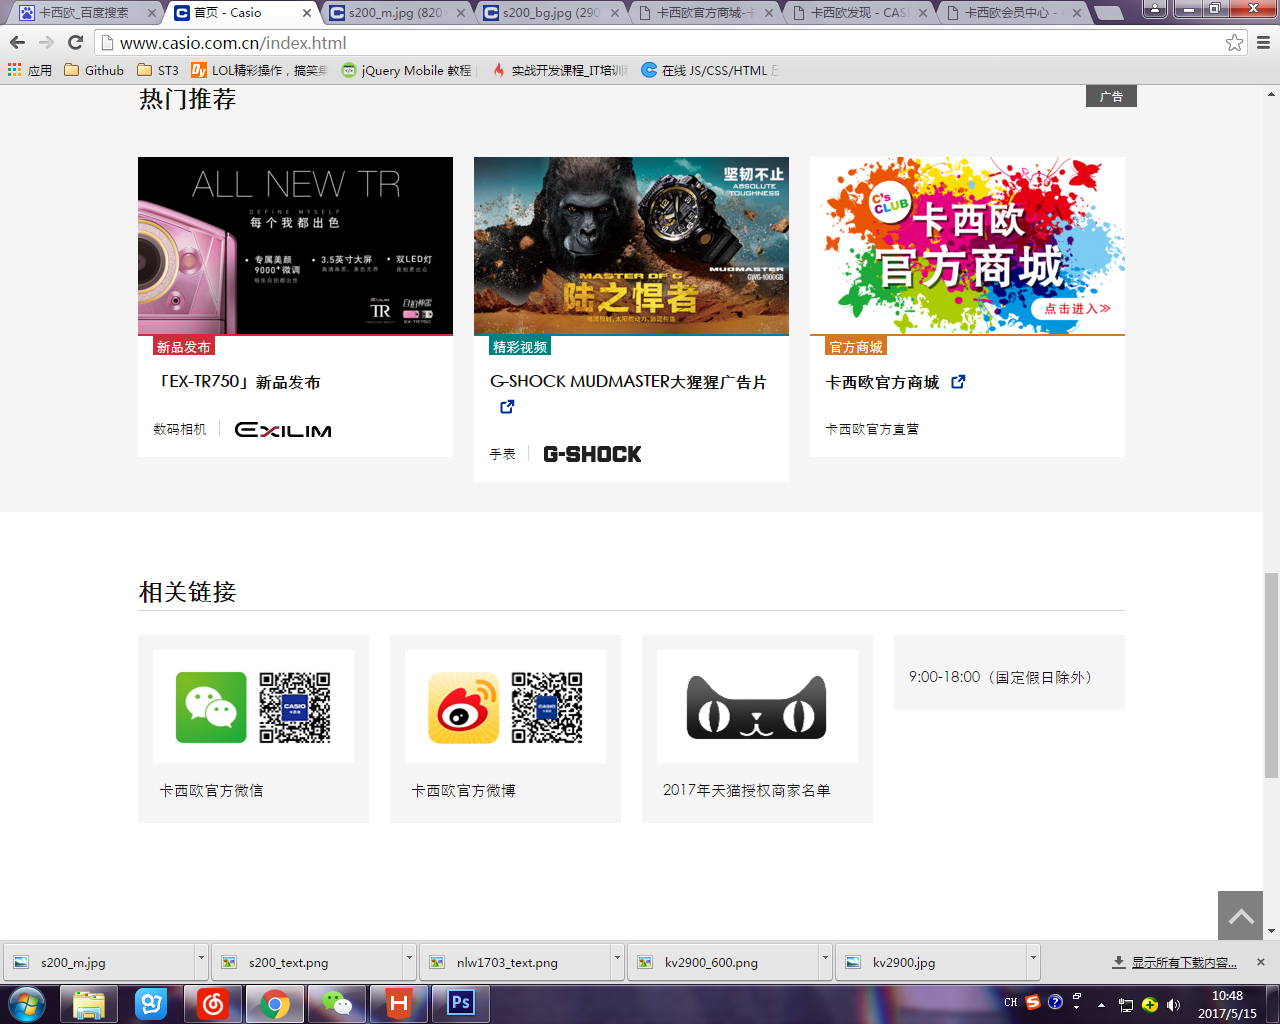 卡西欧_百度搜索
首页 - Casio
s200_m.jpg (820×
s200_bg.jpg (290
卡西欧官方商城-卡
卡西欧发现 - CAS
卡西欧会员中心 -
www.casio.com.cn/index.html
应用
Github
ST3
LOL精彩操作，搞笑集
jQuery Mobile 教程
实战开发课程_IT培训
在线 JS/CSS/HTML 压
热门推荐
广告
ALL NEW TR
DEFINE MYSELF
每个我都出色
• 专属美颜 9000+微调
• 3.5英寸大屏
• 双LED灯
EXILIM
TR
自拍神器
EX-TR750
新品发布
「EX-TR750」新品发布
数码相机
EXILIM
坚韧不止
ABSOLUTE
TOUGHNESS
MUDMASTER
GWG-1000GB
MASTER OF G
陆之悍者
精彩视频
G-SHOCK MUDMASTER大猩猩广告片
手表
G-SHOCK
C's
CLUB
卡西欧
官方商城
点击进入≫
官方商城
卡西欧官方商城
卡西欧官方直营
相关链接
CASIO
卡西欧官方微信
CASIO
卡西欧官方微博
2017年天猫授权商家名单
9:00-18:00（国定假日除外）
s200_m.jpg
s200_text.png
nlw1703_text.png
kv2900_600.png
kv2900.jpg
显示所有下载内容...
Ps
CH
10:48
2017/5/15